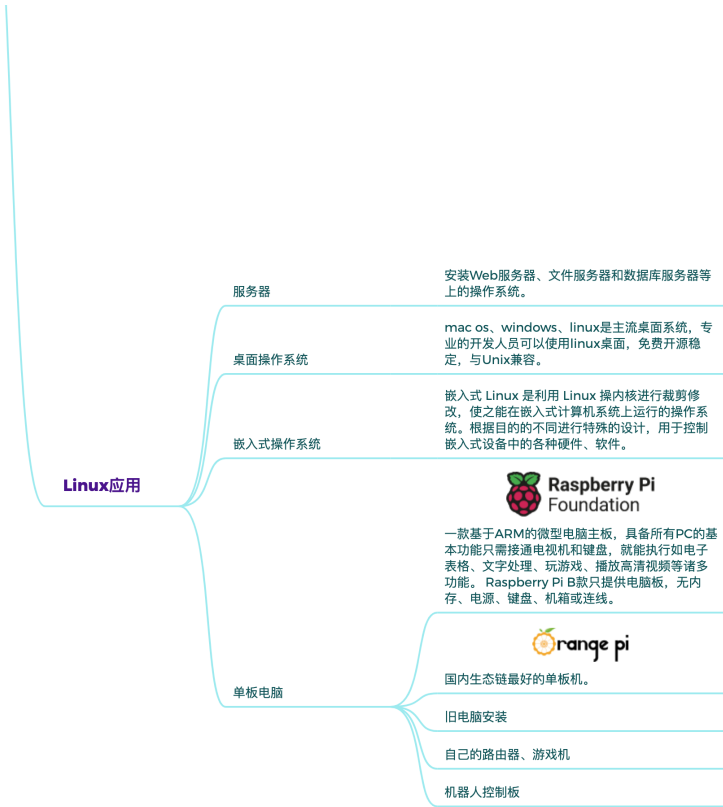 安装Web服务器、文件服务器和数据库服务器等
上的操作系统。
服务器
mac os、windows、linux是主流桌面系统，专
业的开发人员可以使用linux桌面，免费开源稳
定，与Unix兼容。
桌面操作系统
嵌入式 Linux 是利用 Linux 操内核进行裁剪修
改，使之能在嵌入式计算机系统上运行的操作系
统。根据目的的不同进行特殊的设计，用于控制
嵌入式设备中的各种硬件、软件。
嵌入式操作系统
Linux应用
Raspberry Pi
Foundation
一款基于ARM的微型电脑主板，具备所有PC的基
本功能只需接通电视机和键盘，就能执行如电子
表格、文字处理、玩游戏、播放高清视频等诸多
功能。 Raspberry Pi B款只提供电脑板，无内
存、电源、键盘、机箱或连线。
Orange pi
国内生态链最好的单板机。
单板电脑
旧电脑安装
自己的路由器、游戏机
机器人控制板